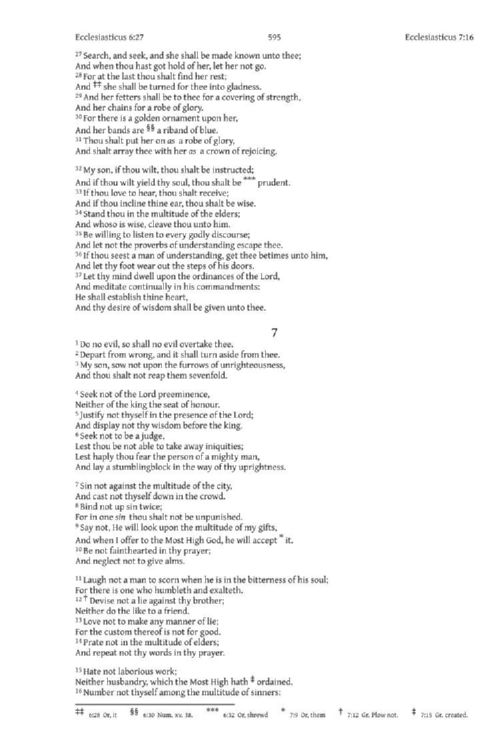 Ecclesiasticus 6:27 595 Ecclesiasticus 7:16
27 Search, and seek, and she shall be made known unto thee;
And when thou hast got hold of her, let her not go.
28 For at the last thou shalt find her rest;
And ‡‡ she shall be turned for thee into gladness.
29 And her fetters shall be to thee for a covering of strength,
And her chains for a robe of glory.
30 For there is a golden ornament upon her,
And her bands are §§ a riband of blue.
31 Thou shalt put her on as a robe of glory,
And shalt array thee with her as a crown of rejoicing.
32 My son, if thou wilt, thou shalt be instructed;
And if thou wilt yield thy soul, thou shalt be *** prudent.
33 If thou love to hear, thou shalt receive;
And if thou incline thine ear, thou shalt be wise.
34 Stand thou in the multitude of the elders;
And whoso is wise, cleave thou unto him.
35 Be willing to listen to every godly discourse;
And let not the proverbs of understanding escape thee.
36 If thou seest a man of understanding, get thee betimes unto him,
And let thy foot wear out the steps of his doors.
37 Let thy mind dwell upon the ordinances of the Lord,
And meditate continually in his commandments:
He shall establish thine heart,
And thy desire of wisdom shall be given unto thee.
7
1 Do no evil, so shall no evil overtake thee.
2 Depart from wrong, and it shall turn aside from thee.
3 My son, sow not upon the furrows of unrighteousness,
And thou shalt not reap them sevenfold.
4 Seek not of the Lord preeminence,
Neither of the king the seat of honour.
5 Justify not thyself in the presence of the Lord;
And display not thy wisdom before the king.
6 Seek not to be a judge,
Lest thou be not able to take away iniquities;
Lest haply thou fear the person of a mighty man,
And lay a stumblingblock in the way of thy uprightness.
7 Sin not against the multitude of the city,
And cast not thyself down in the crowd.
8 Bind not up sin twice;
For in one sin thou shalt not be unpunished.
9 Say not, He will look upon the multitude of my gifts,
And when I offer to the Most High God, he will accept * it.
10 Be not fainthearted in thy prayer;
And neglect not to give alms.
11 Laugh not a man to scorn when he is in the bitterness of his soul;
For there is one who humbleth and exalteth.
12 † Devise not a lie against thy brother;
Neither do the like to a friend.
13 Love not to make any manner of lie;
For the custom thereof is not for good.
14 Prate not in the multitude of elders;
And repeat not thy words in thy prayer.
15 Hate not laborious work;
Neither husbandry, which the Most High hath ‡ ordained.
16 Number not thyself among the multitude of sinners:
‡‡ 6:28 Or, it §§ 6:30 Num. xv. 38. *** 6:32 Or, shrewd * 7:9 Or, them † 7:12 Gr. Plow not. ‡ 7:15 Gr. created.